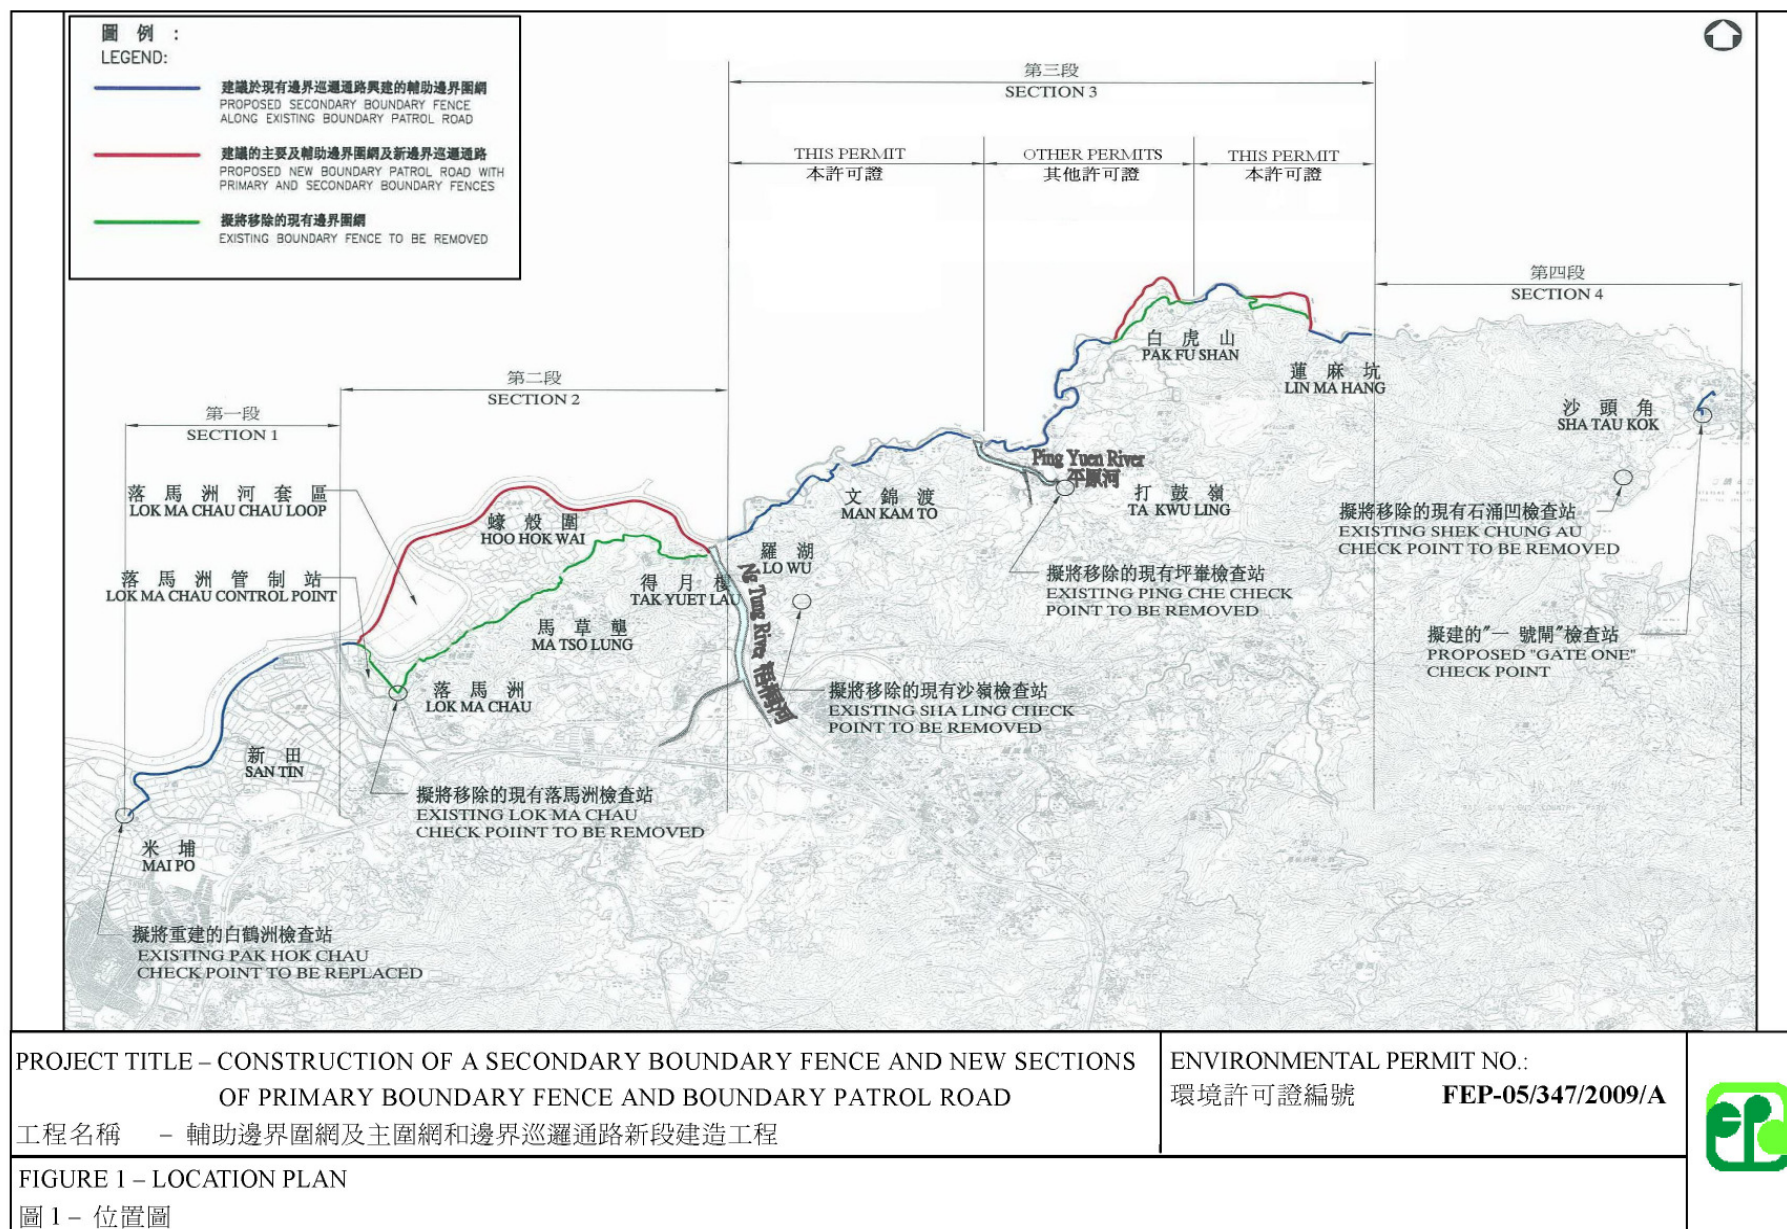 圖 例 :
LEGEND:
建議於現有邊界巡邏通路興建的輔助邊界圍網
PROPOSED SECONDARY BOUNDARY FENCE
ALONG EXISTING BOUNDARY PATROL ROAD
建議的主要及輔助邊界圍網及新邊界巡邏通路
PROPOSED NEW BOUNDARY PATROL ROAD WITH
PRIMARY AND SECONDARY BOUNDARY FENCES
擬將移除的現有邊界圍網
EXISTING BOUNDARY FENCE TO BE REMOVED
第三段
SECTION 3
THIS PERMIT
本許可證
OTHER PERMITS
其他許可證
THIS PERMIT
本許可證
第四段
SECTION 4
第二段
SECTION 2
第一段
SECTION 1
白 虎 山
PAK FU SHAN
蓮 麻 坑
LIN MA HANG
沙 頭 角
SHA TAU KOK
落 馬 洲 河 套 區
LOK MA CHAU CHAU LOOP
蠔 殼 圍
HOO HOK WAI
文 錦 渡
MAN KAM TO
Ping Yuen River
平原河
打 鼓 嶺
TA KWU LING
擬將移除的現有石涌凹檢查站
EXISTING SHEK CHUNG AU
CHECK POINT TO BE REMOVED
落 馬 洲 管 制 站
LOK MA CHAU CONTROL POINT
得 月 樓
TAK YUET LAU
羅 湖
LO WU
擬將移除的現有坪輋檢查站
EXISTING PING CHE CHECK
POINT TO BE REMOVED
馬 草 壟
MA TSO LUNG
Ng Tung River 梧桐河
擬建的"一 號閘"檢查站
PROPOSED "GATE ONE"
CHECK POINT
落 馬 洲
LOK MA CHAU
擬將移除的現有沙嶺檢查站
EXISTING SHA LING CHECK
POINT TO BE REMOVED
新 田
SAN TIN
擬將移除的現有落馬洲檢查站
EXISTING LOK MA CHAU
CHECK POIINT TO BE REMOVED
米 埔
MAI PO
擬將重建的白鶴洲檢查站
EXISTING PAK HOK CHAU
CHECK POINT TO BE REPLACED
PROJECT TITLE – CONSTRUCTION OF A SECONDARY BOUNDARY FENCE AND NEW SECTIONS
OF PRIMARY BOUNDARY FENCE AND BOUNDARY PATROL ROAD
工程名稱 – 輔助邊界圍網及主圍網和邊界巡邏通路新段建造工程
ENVIRONMENTAL PERMIT NO.:
環境許可證編號 FEP-05/347/2009/A
FIGURE 1 – LOCATION PLAN
圖 1 – 位置圖